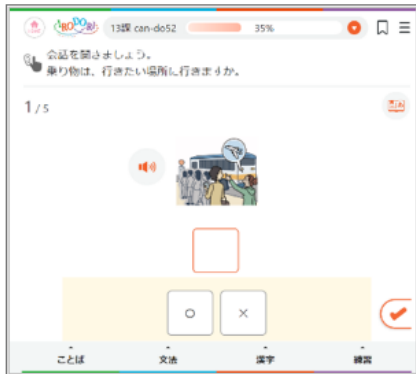 IRODORI 13課 can-do52 35%
会話を聞きましょう。
乗り物は、行きたい場所に行きますか。
1/5
○ ×
ことば 文法 漢字 練習